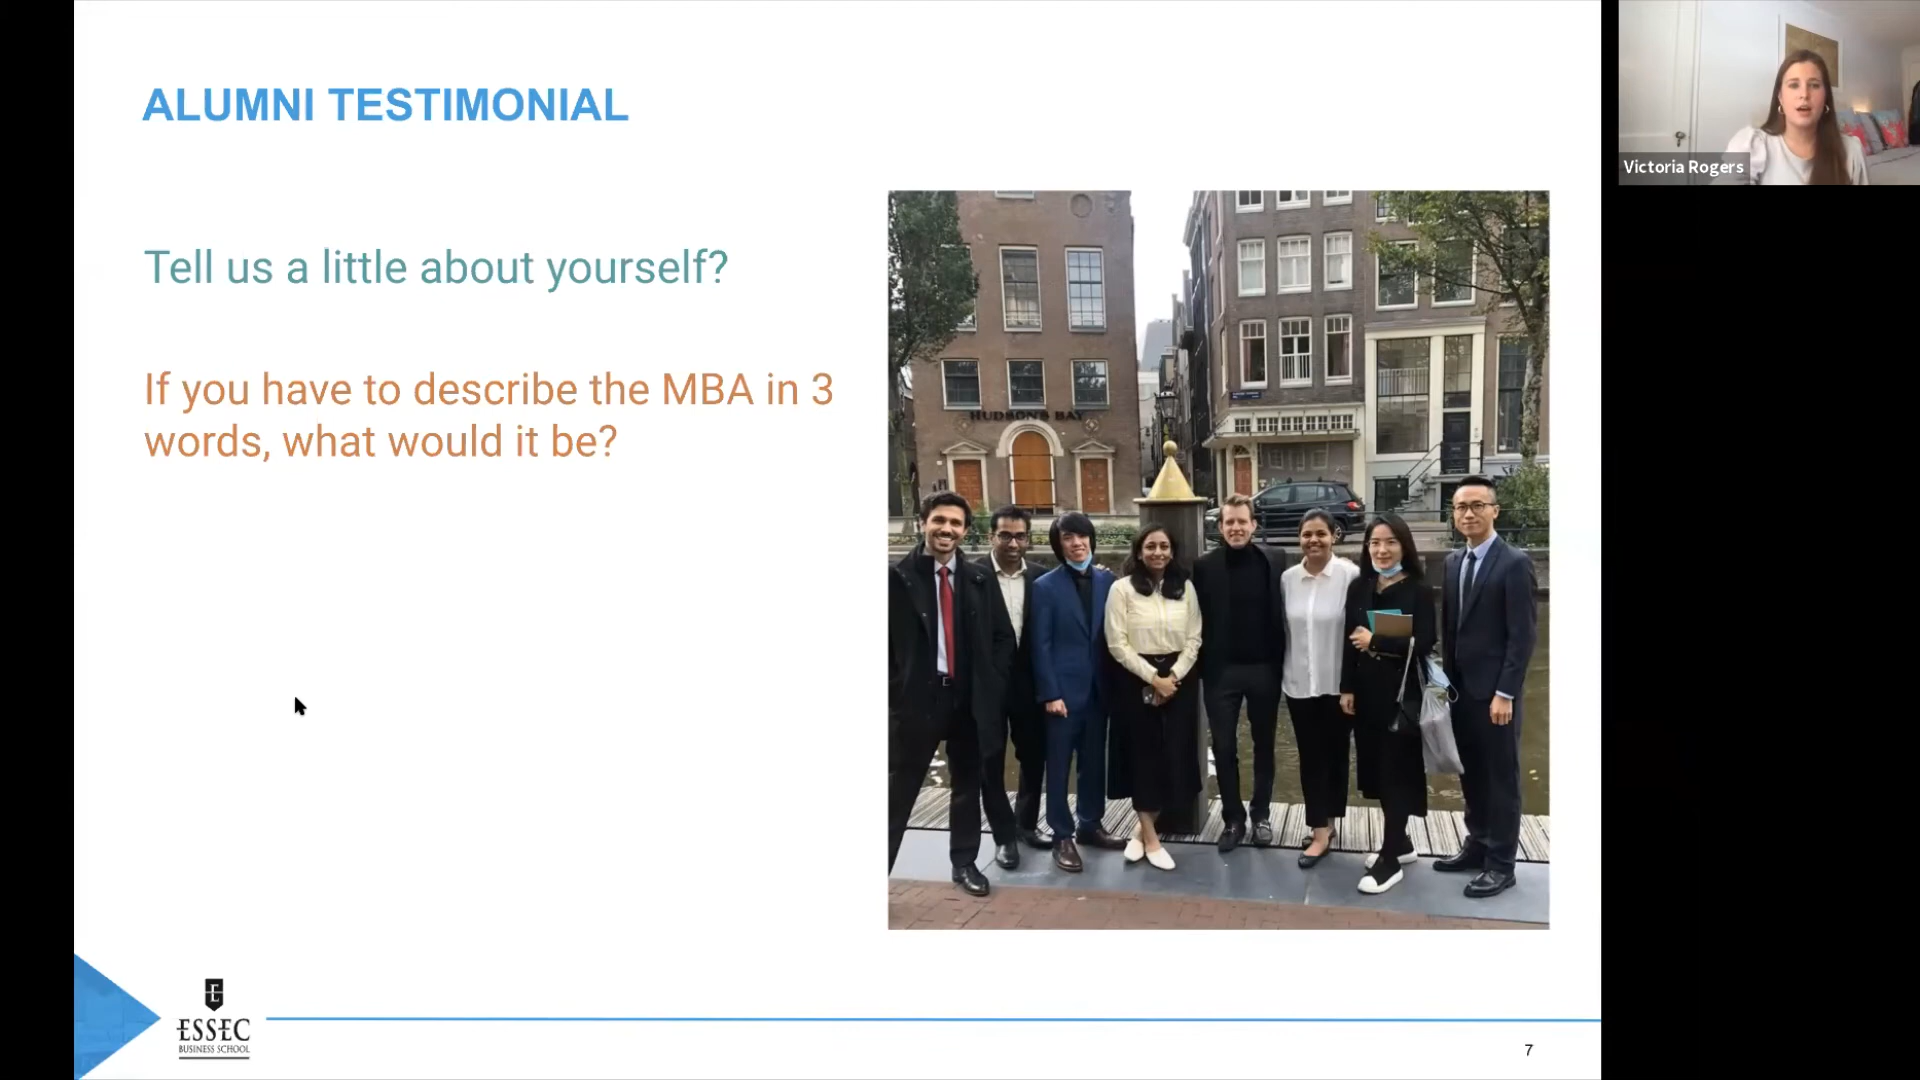 ALUMNI TESTIMONIAL
Tell us a little about yourself?
If you have to describe the MBA in 3
words, what would it be?
HUDSON'S BAY
ESSEC
BUSINESS SCHOOL
7
Victoria Rogers